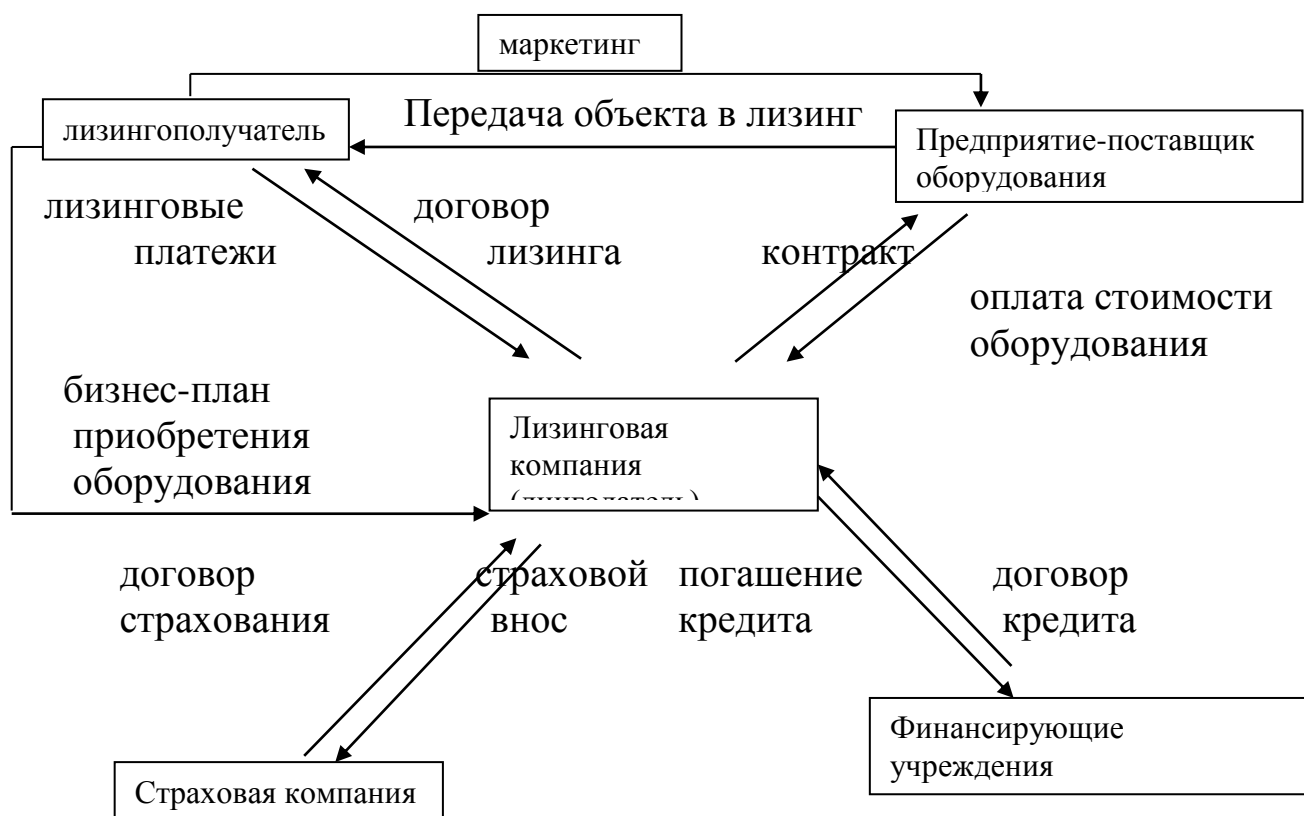 маркетинг
Передача объекта в лизинг
лизингополучатель
Предприятие-поставщик
оборудования
лизинговые
платежи
договор
лизинга
контракт
оплата стоимости
оборудования
бизнес-план
приобретения
оборудования
Лизинговая
компания
договор
страхования
страховой
внос
погашение
кредита
договор
кредита
Финансирующие
учреждения
Страховая компания